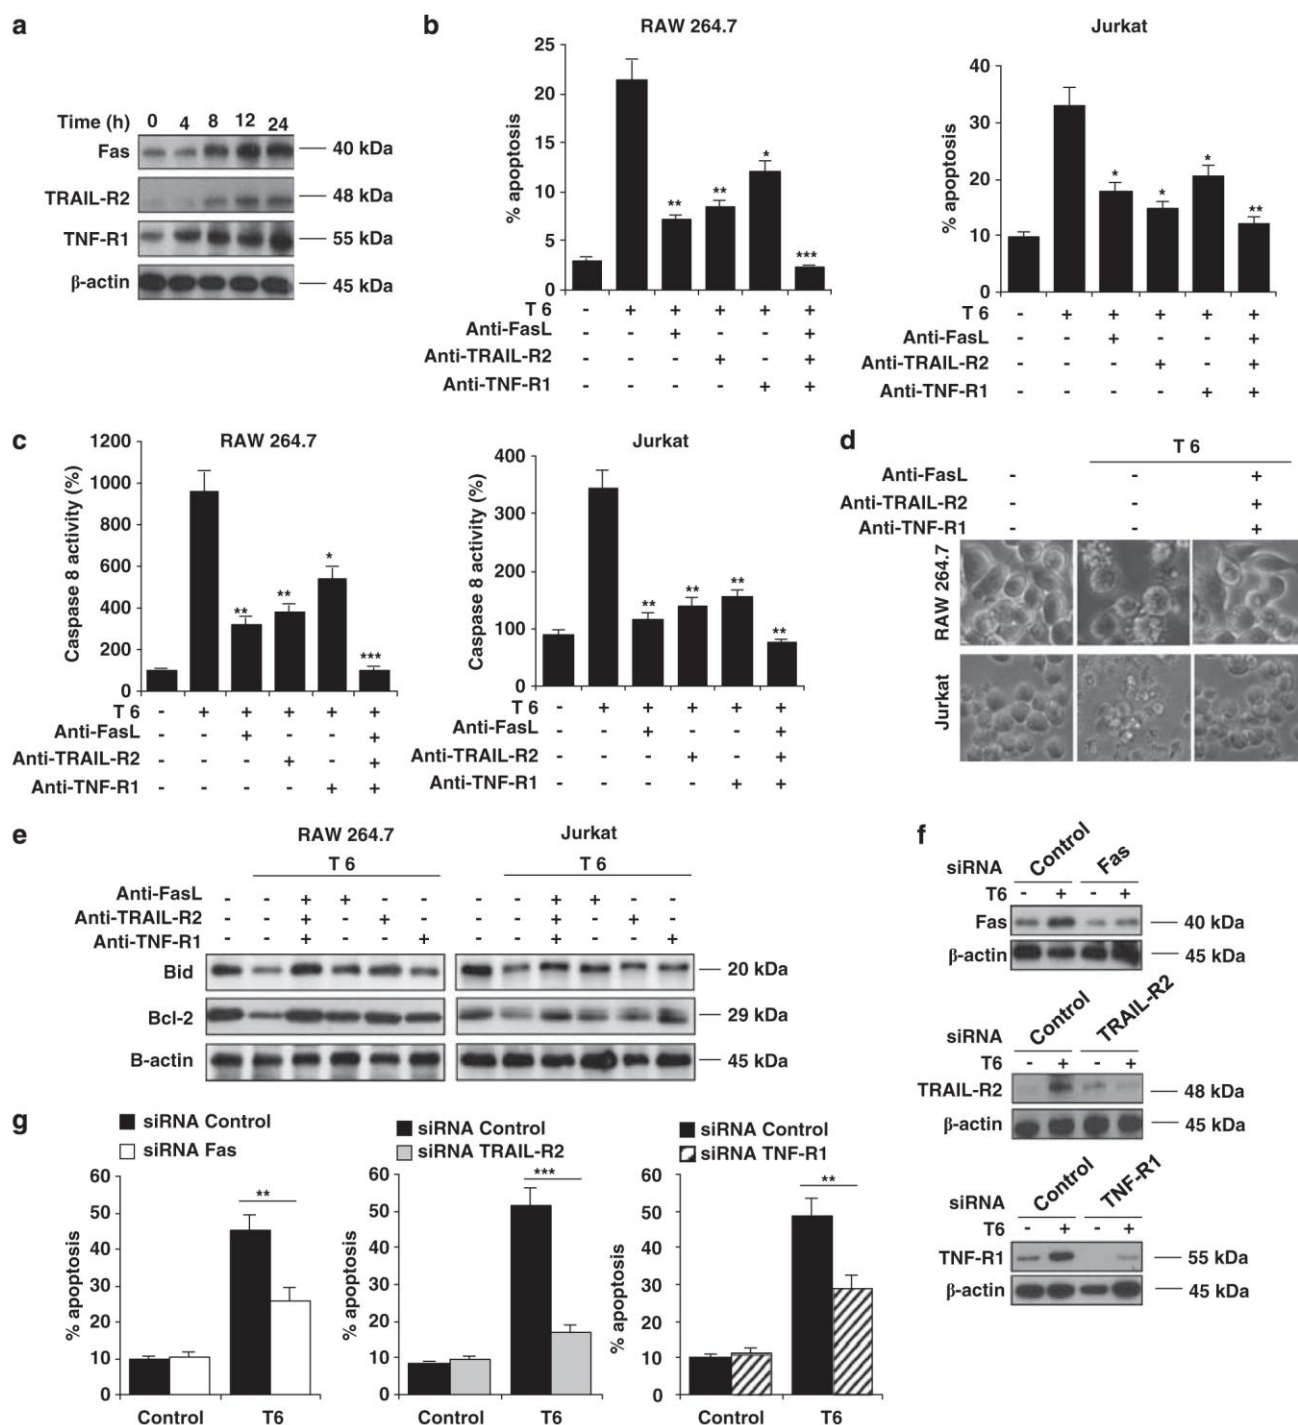 a
Time (h) 0 4 8 12 24
Fas 40 kDa
TRAIL-R2 48 kDa
TNF-R1 55 kDa
β-actin 45 kDa
b
RAW 264.7
% apoptosis
25
20
15
10
5
0
** ** * ***
T 6 - + + + + +
Anti-FasL - - + - - +
Anti-TRAIL-R2 - - - + - +
Anti-TNF-R1 - - - - + +
Jurkat
% apoptosis
40
30
20
10
0
* * * **
T 6 - + + + + +
Anti-FasL - - + - - +
Anti-TRAIL-R2 - - - + - +
Anti-TNF-R1 - - - - + +
c
RAW 264.7
Caspase 8 activity (%)
1200
1000
800
600
400
200
0
** ** * ***
T 6 - + + + + +
Anti-FasL - - + - - +
Anti-TRAIL-R2 - - - + - +
Anti-TNF-R1 - - - - + +
Jurkat
Caspase 8 activity (%)
400
300
200
100
0
** ** ** **
T 6 - + + + + +
Anti-FasL - - + - - +
Anti-TRAIL-R2 - - - + - +
Anti-TNF-R1 - - - - + +
d
T 6
Anti-FasL - - +
Anti-TRAIL-R2 - - +
Anti-TNF-R1 - - +
RAW 264.7
Jurkat
e
RAW 264.7 Jurkat
T 6 T 6
Anti-FasL - - + + - - - - + + - -
Anti-TRAIL-R2 - - + - + - - - + - + -
Anti-TNF-R1 - - + - - + - - + - - +
Bid 20 kDa
Bcl-2 29 kDa
B-actin 45 kDa
f
siRNA Control Fas
T6 - + - +
Fas 40 kDa
β-actin 45 kDa
siRNA Control TRAIL-R2
T6 - + - +
TRAIL-R2 48 kDa
β-actin 45 kDa
siRNA Control TNF-R1
T6 - + - +
TNF-R1 55 kDa
β-actin 45 kDa
g
siRNA Control
siRNA Fas
% apoptosis
60
50
40
30
20
10
0
**
Control T6
siRNA Control
siRNA TRAIL-R2
% apoptosis
60
50
40
30
20
10
0
***
Control T6
siRNA Control
siRNA TNF-R1
% apoptosis
60
50
40
30
20
10
0
**
Control T6